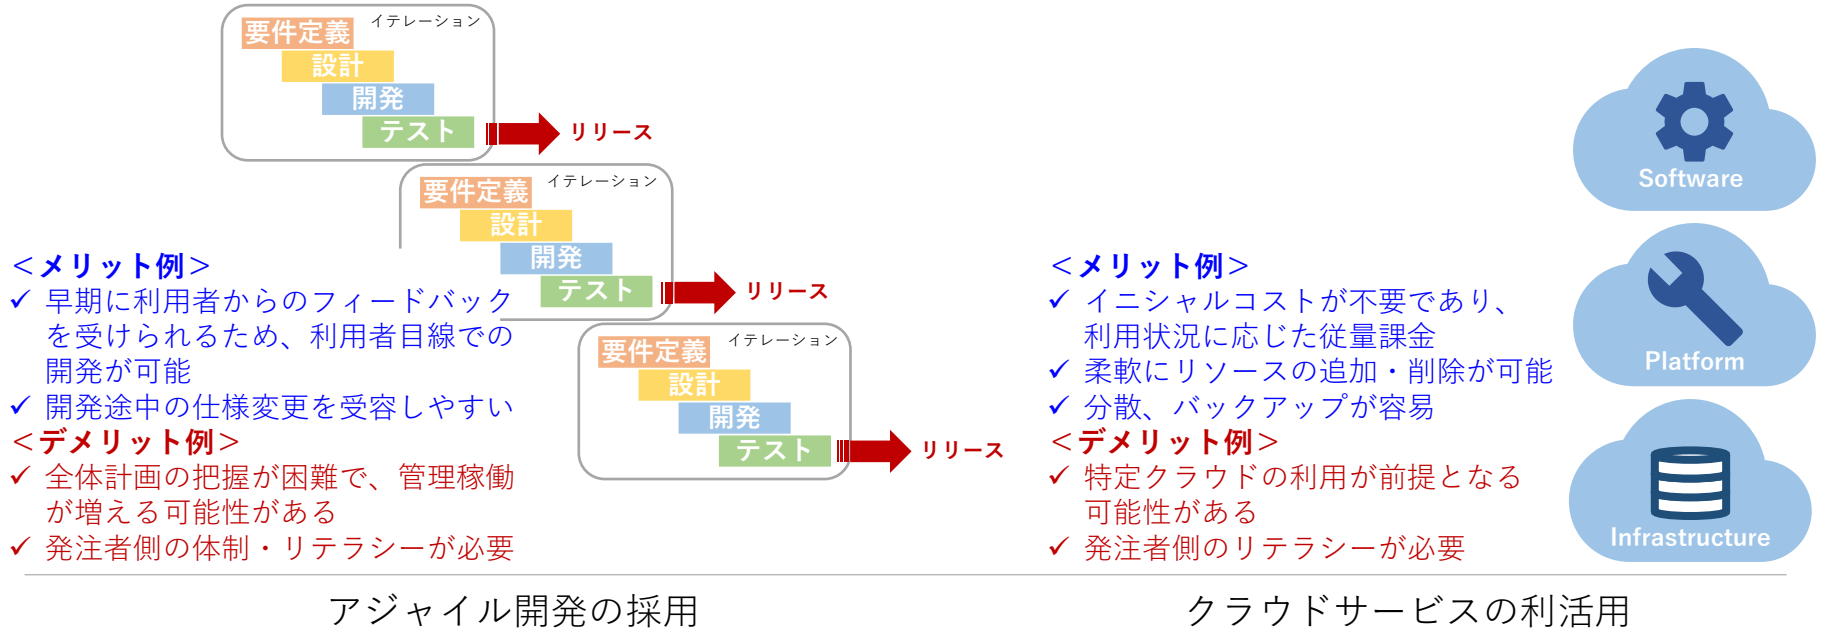 要件定義
イテレーション
設計
開発
テスト
リリース
要件定義
イテレーション
設計
開発
テスト
リリース
要件定義
イテレーション
設計
開発
テスト
リリース
＜メリット例＞
✓ 早期に利用者からのフィードバック
を受けられるため、利用者目線での
開発が可能
✓ 開発途中の仕様変更を受容しやすい
＜デメリット例＞
✓ 全体計画の把握が困難で、管理稼働
が増える可能性がある
✓ 発注者側の体制・リテラシーが必要
アジャイル開発の採用
＜メリット例＞
✓ イニシャルコストが不要であり、
利用状況に応じた従量課金
✓ 柔軟にリソースの追加・削除が可能
✓ 分散、バックアップが容易
＜デメリット例＞
✓ 特定クラウドの利用が前提となる
可能性がある
✓ 発注者側のリテラシーが必要
Software
Platform
Infrastructure
クラウドサービスの利活用